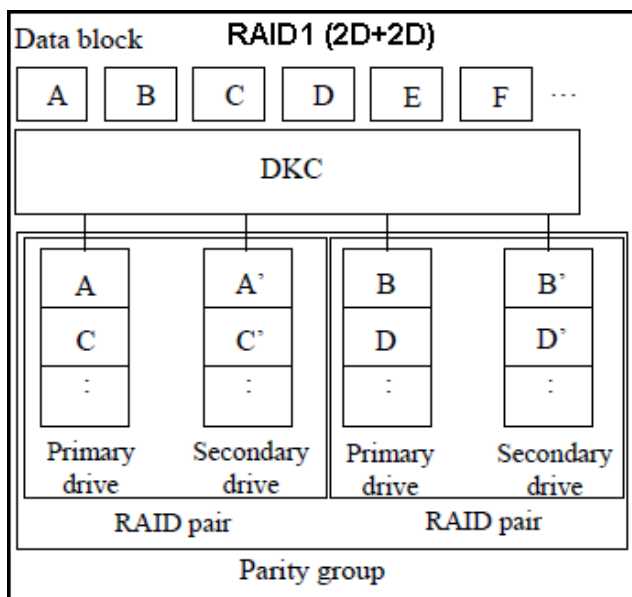 Data block RAID1 (2D+2D)
A B C D E F ...
DKC
A A’ B B’
C C’ D D’
: : : :
Primary drive Secondary drive Primary drive Secondary drive
RAID pair RAID pair
Parity group